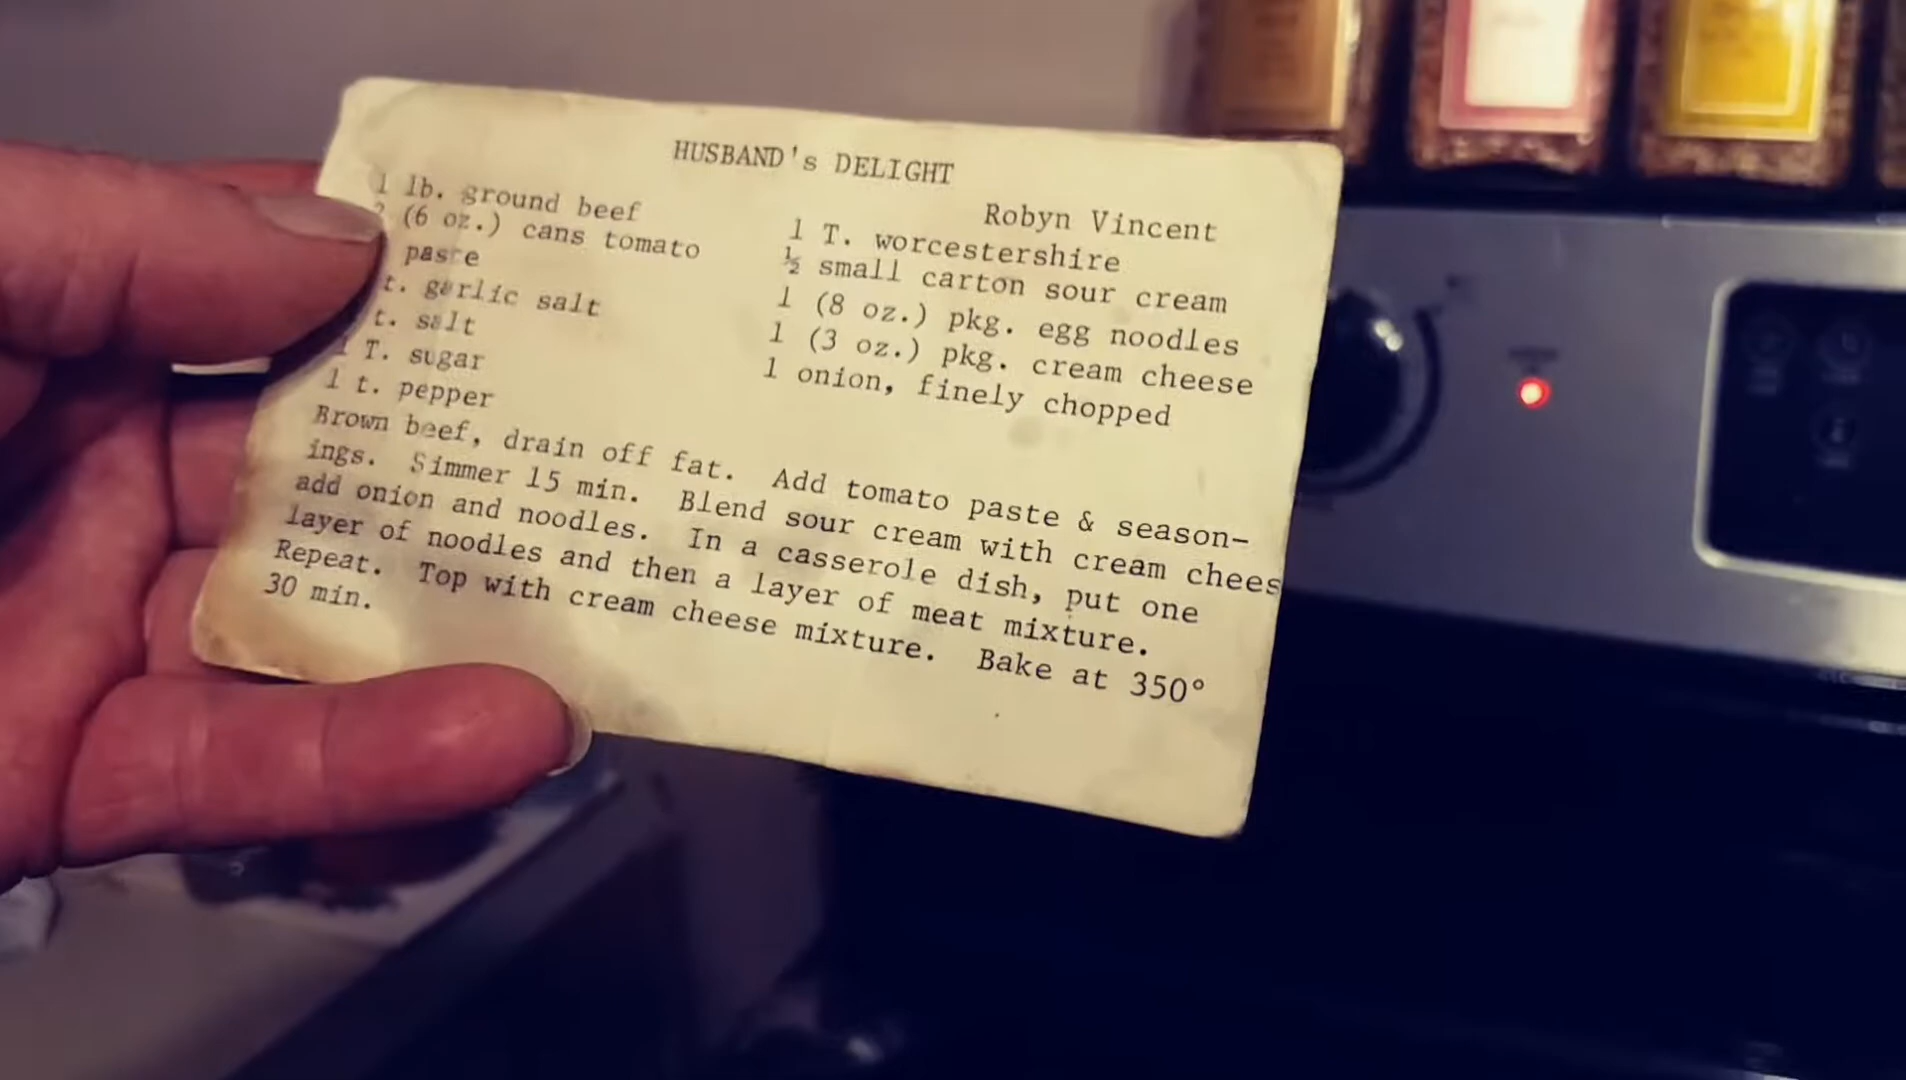 HUSBAND's DELIGHT
Robyn Vincent
1 lb. ground beef
(6 oz.) cans tomato
paste
t. garlic salt
t. salt
1 T. sugar
1 t. pepper
1 T. worcestershire
½ small carton sour cream
1 (8 oz.) pkg. egg noodles
1 (3 oz.) pkg. cream cheese
1 onion, finely chopped
Brown beef, drain off fat. Add tomato paste & season-
ings. Simmer 15 min. Blend sour cream with cream chees
add onion and noodles. In a casserole dish, put one
layer of noodles and then a layer of meat mixture.
Repeat. Top with cream cheese mixture. Bake at 350°
30 min.